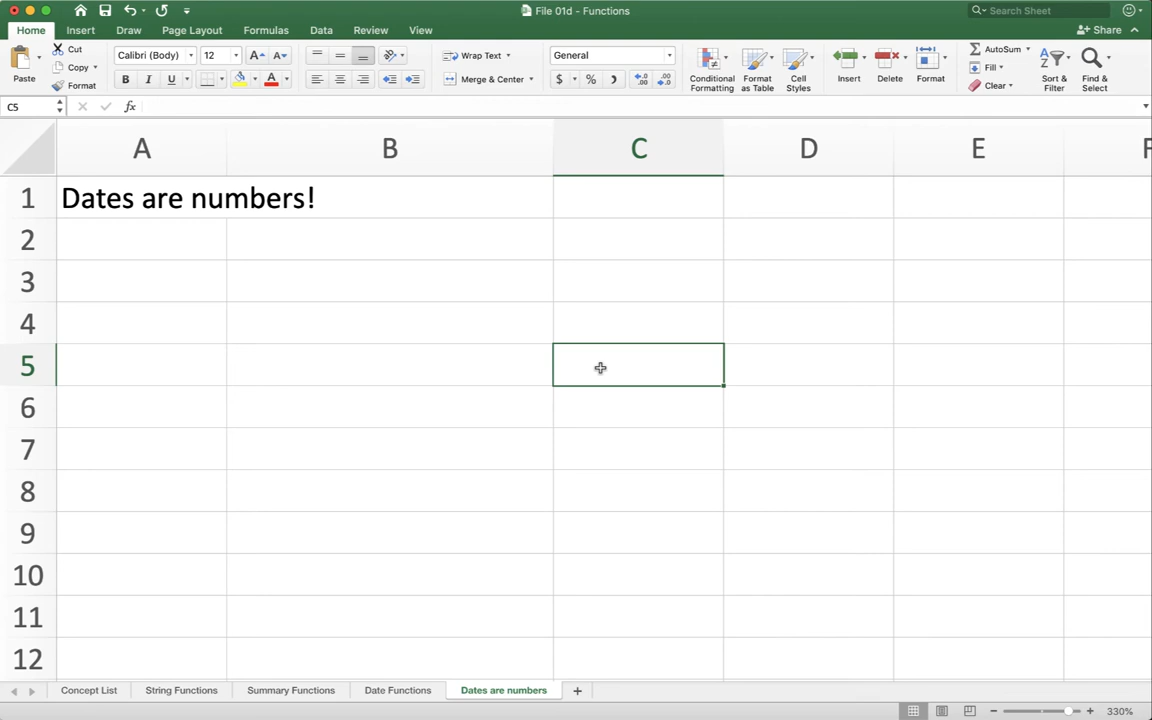 File 01d - Functions
Search Sheet
Home Insert Draw Page Layout Formulas Data Review View
Share
Paste
Cut
Copy
Format
Calibri (Body) 12
A A
B I U
A
Wrap Text
Merge & Center
General
$ %
Conditional Formatting
Format as Table
Cell Styles
Insert
Delete
Format
AutoSum
Fill
Clear
Sort & Filter
Find & Select
C5 fx
A B C D E F
1 Dates are numbers!
2
3
4
5
6
7
8
9
10
11
12
Concept List String Functions Summary Functions Date Functions Dates are numbers +
330%